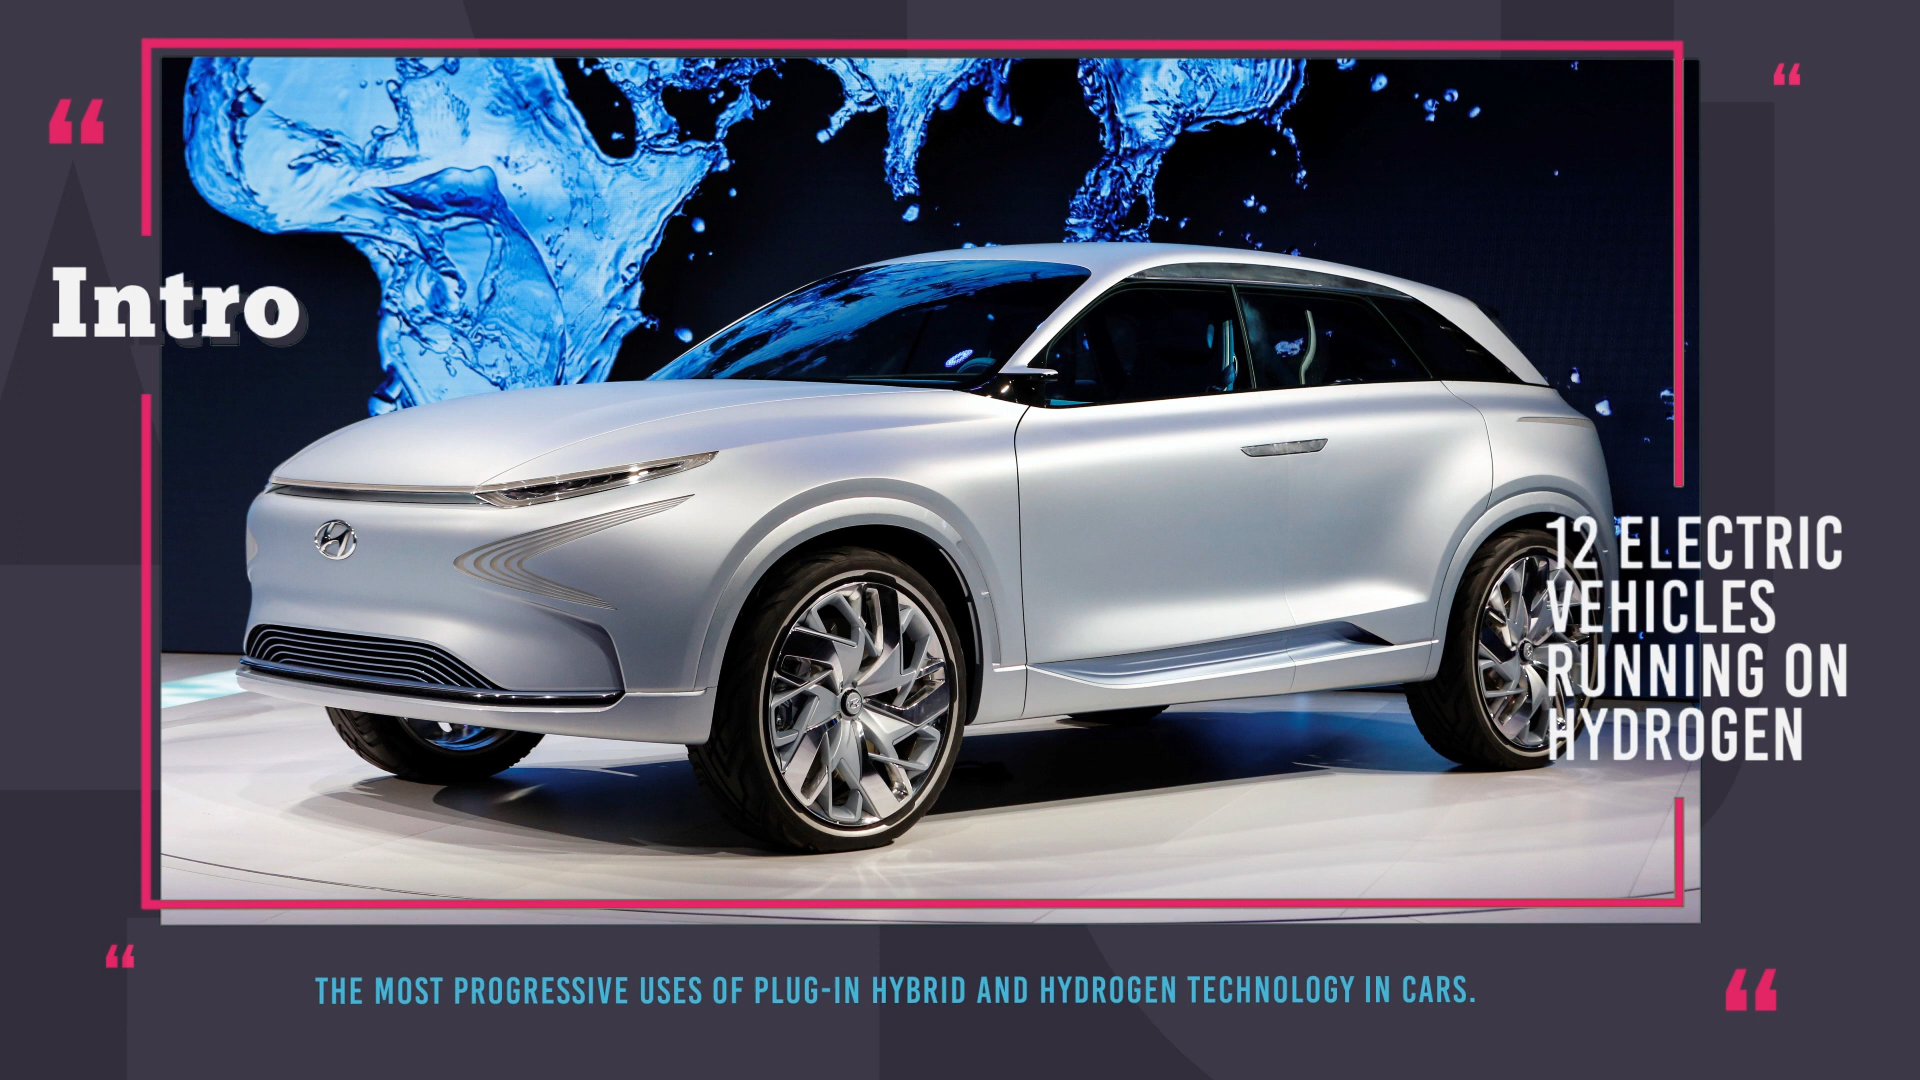 Intro
12 ELECTRIC
VEHICLES
RUNNING ON
HYDROGEN
THE MOST PROGRESSIVE USES OF PLUG-IN HYBRID AND HYDROGEN TECHNOLOGY IN CARS.